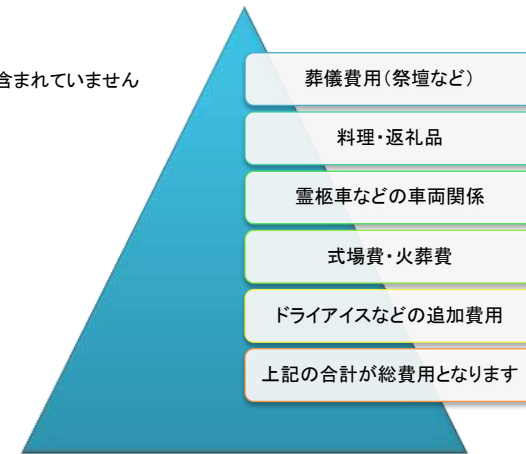 含まれていません
葬儀費用(祭壇など)
料理・返礼品
霊柩車などの車両関係
式場費・火葬費
ドライアイスなどの追加費用
上記の合計が総費用となります